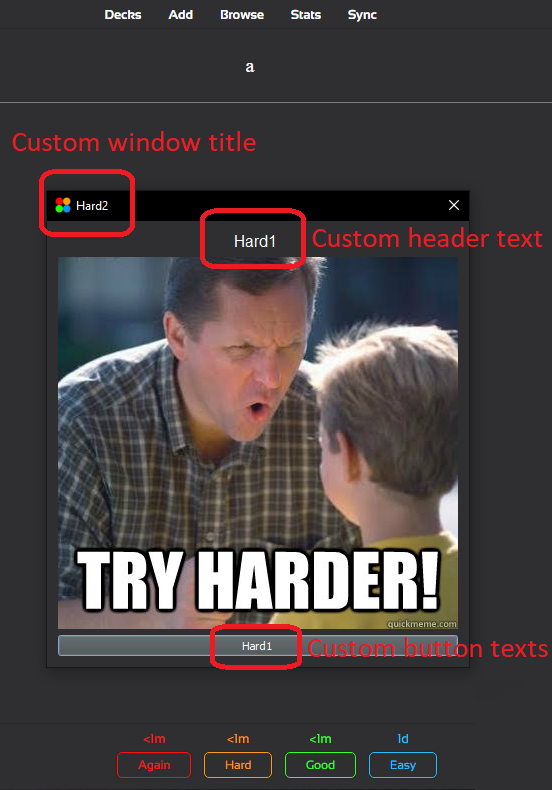 Decks Add Browse Stats Sync
a
Custom window title
Hard2
Hard1 Custom header text
TRY HARDER!
quickmeme.com
Hard1 Custom button texts
<1m <1m <1m 1d
Again Hard Good Easy